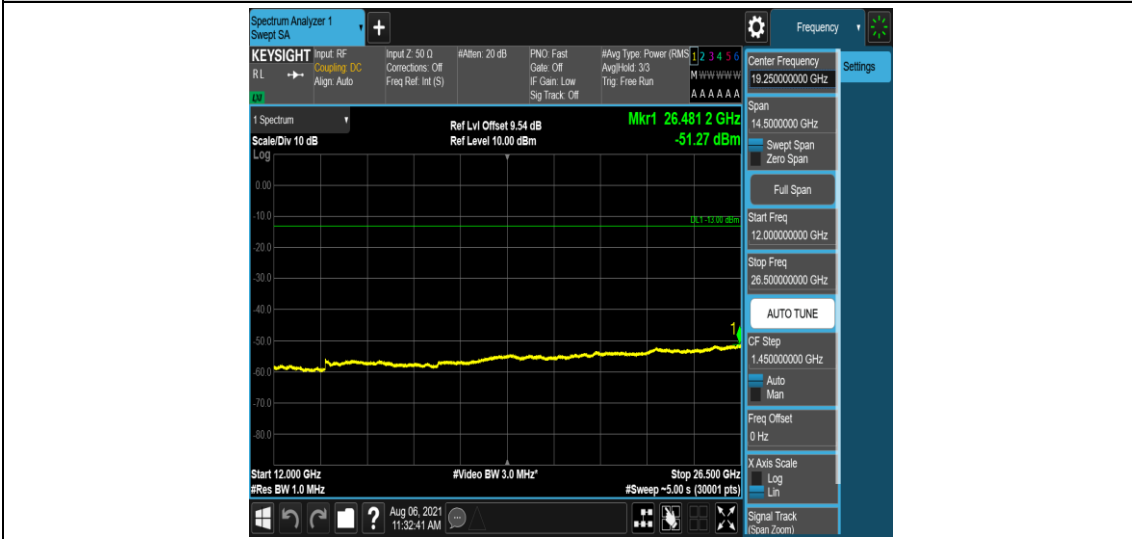 Spectrum Analyzer 1
Swept SA
+
Frequency
KEYSIGHT Input: RF Input Z: 50 Ω #Atten: 20 dB PNO: Fast #Avg Type: Power (RMS 1 2 3 4 5 6
RL Coupling: DC Corrections: Off Gate: Off Avg|Hold: 3/3 M W W W W W
Align: Auto Freq Ref: Int (S) IF Gain: Low Trig: Free Run
Sig Track: Off A A A A A A
1 Spectrum
Ref Lvl Offset 9.54 dB Mkr1 26.481 2 GHz
Scale/Div 10 dB Ref Level 10.00 dBm -51.27 dBm
Log
0.00
-10.0
DL1 -13.00 dBm
-20.0
-30.0
-40.0
1
-50.0
-60.0
-70.0
-80.0
Start 12.000 GHz #Video BW 3.0 MHz* Stop 26.500 GHz
#Res BW 1.0 MHz #Sweep ~5.00 s (30001 pts)
? Aug 06, 2021
11:32:41 AM
Center Frequency
19.250000000 GHz
Settings
Span
14.5000000 GHz
Swept Span
Zero Span
Full Span
Start Freq
12.000000000 GHz
Stop Freq
26.500000000 GHz
AUTO TUNE
CF Step
1.450000000 GHz
Auto
Man
Freq Offset
0 Hz
X Axis Scale
Log
Lin
Signal Track
(Span Zoom)